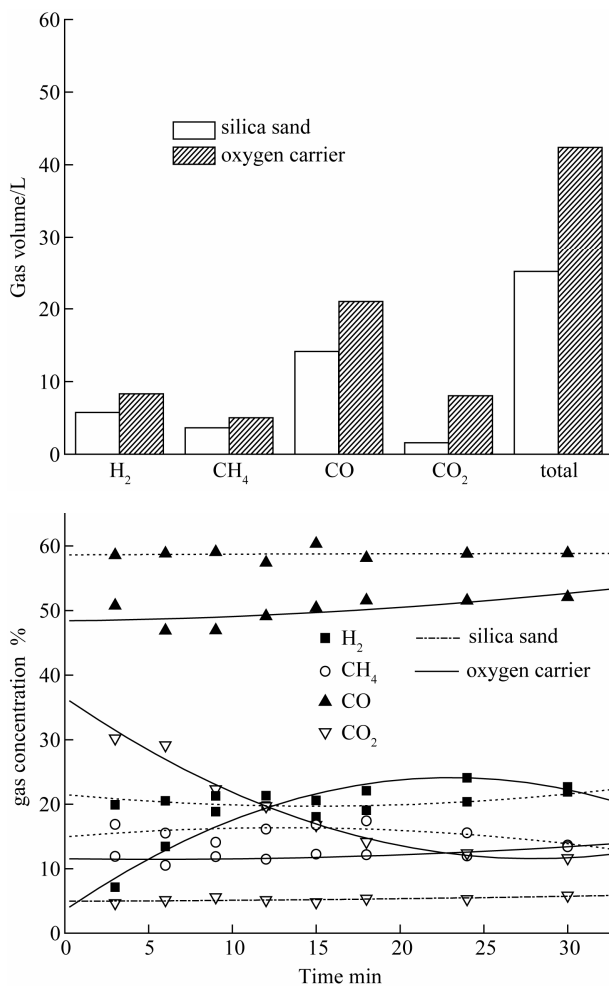 60
50
40
30
20
10
0
Gas volume/L
silica sand
oxygen carrier
H₂ CH₄ CO CO₂ total
60
50
40
30
20
10
0
gas concentration %
H₂
CH₄
CO
CO₂
silica sand
oxygen carrier
0 5 10 15 20 25 30
Time min